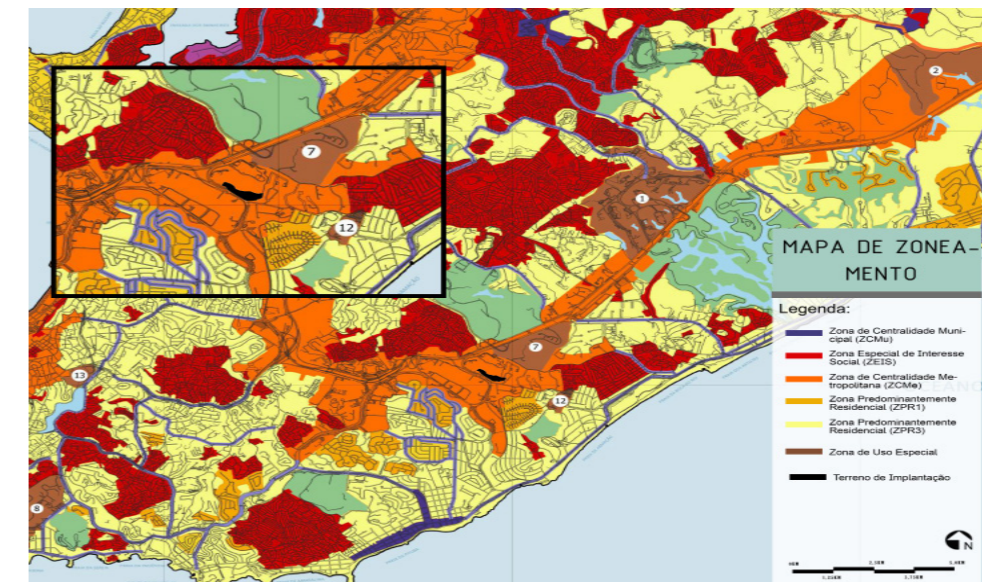 2
7
1
12
MAPA DE ZONEA-
MENTO
Legenda:
Zona de Centralidade Muni-
cipal (ZCMu)
Zona Especial de Interesse
Social (ZEIS)
Zona de Centralidade Me-
tropolitana (ZCMe)
Zona Predominantemente
Residencial (ZPR1)
Zona Predominantemente
Residencial (ZPR3)
Zona de Uso Especial
Terreno de Implantação
7
13
12
8
N